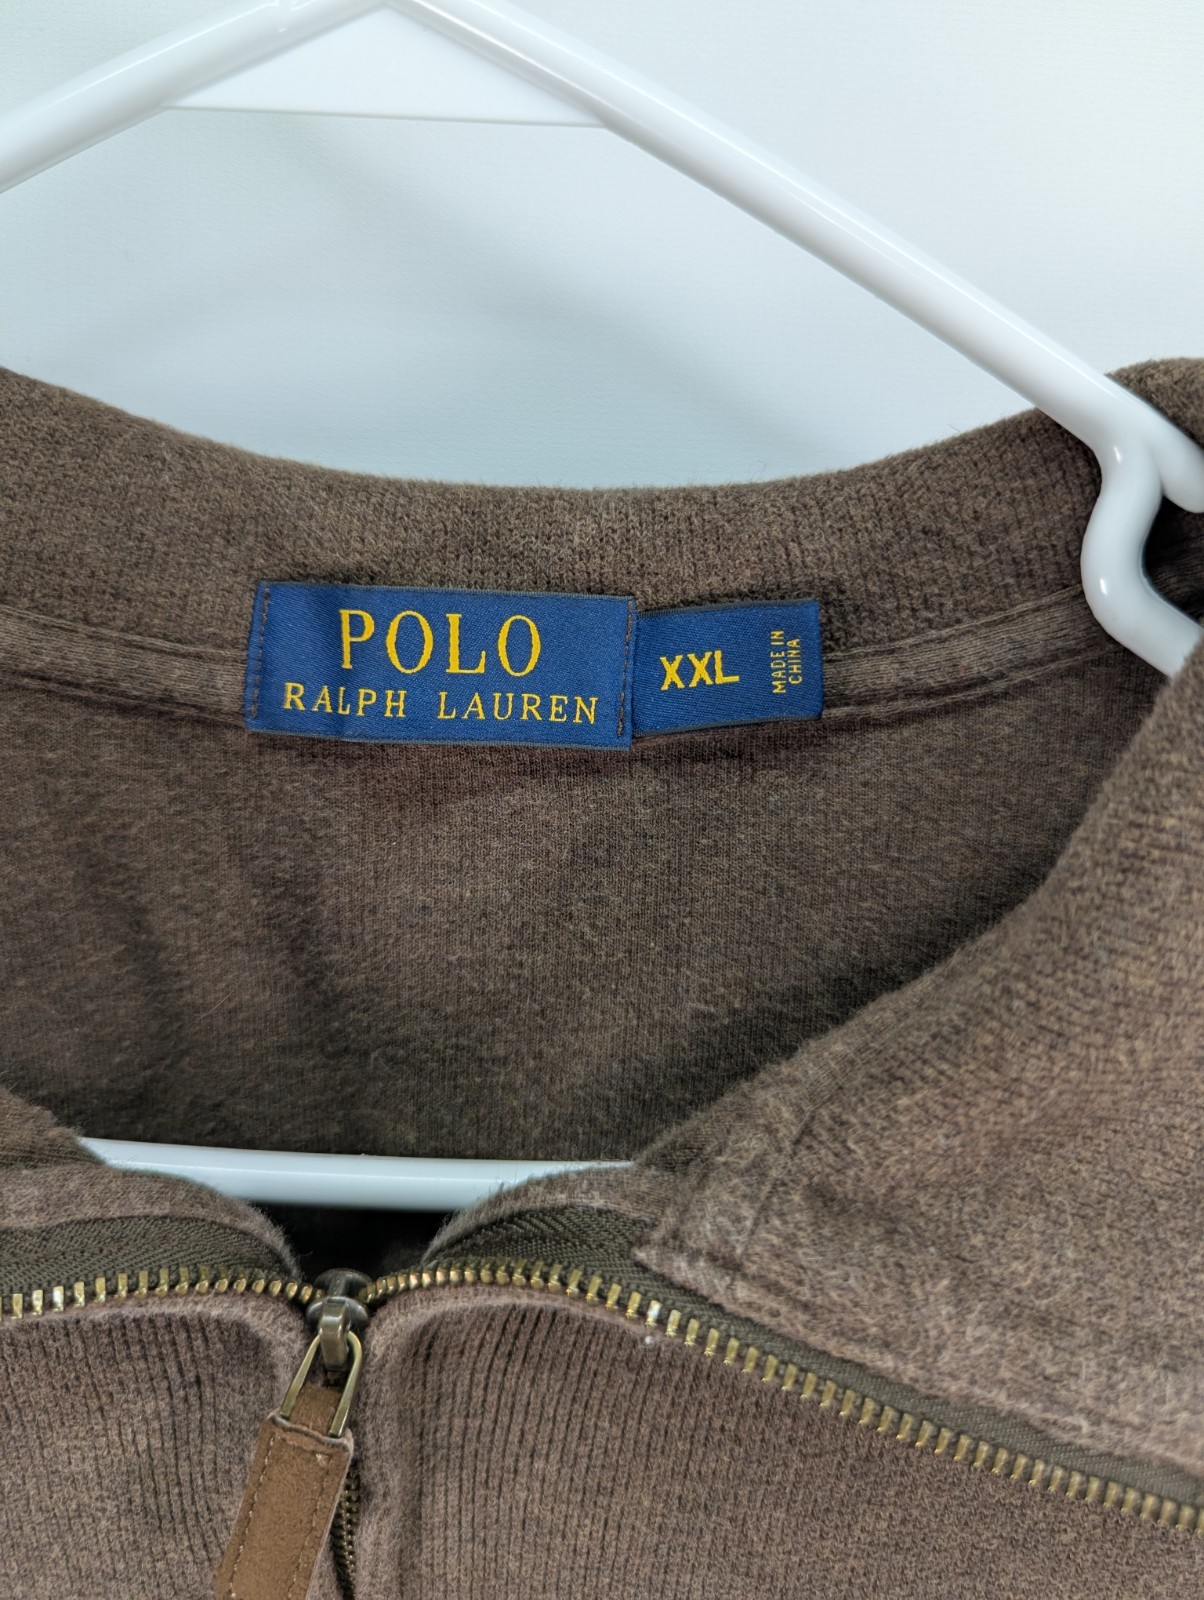 POLO
RALPH LAUREN
XXL
MADE IN
CHINA